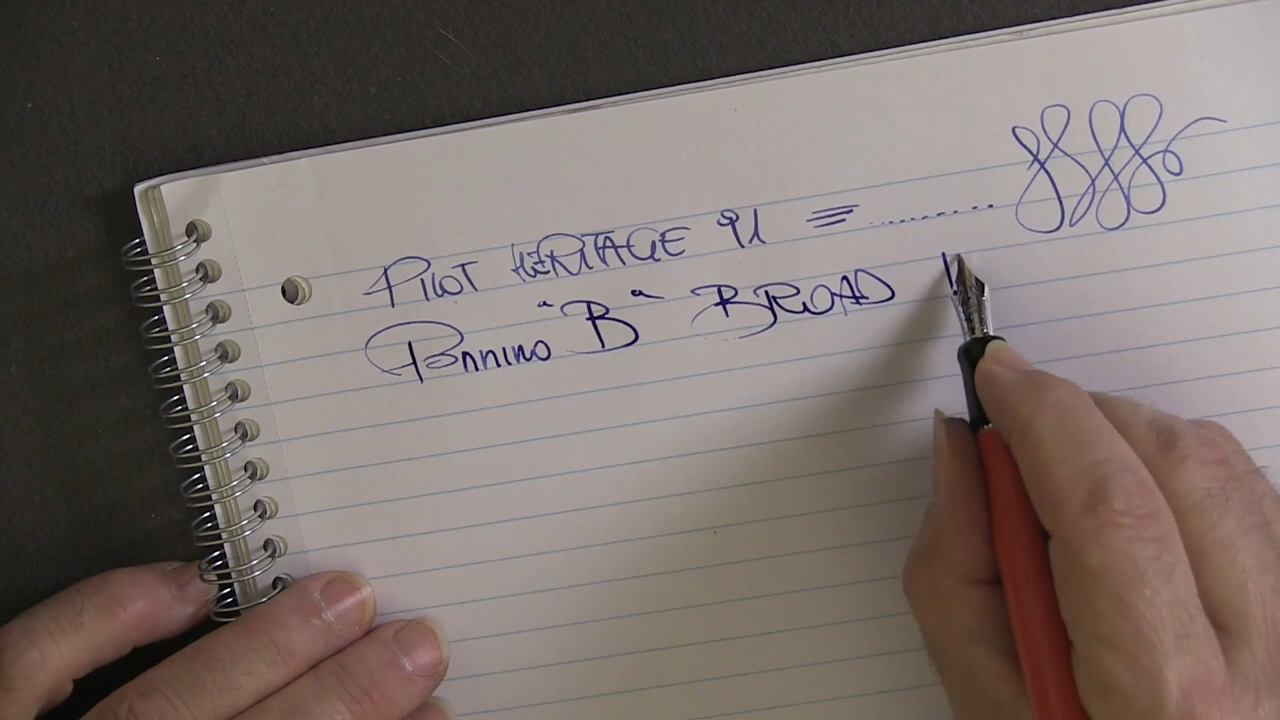 PILOT HERITAGE 91 = ..........
Pennino "B" BROAD